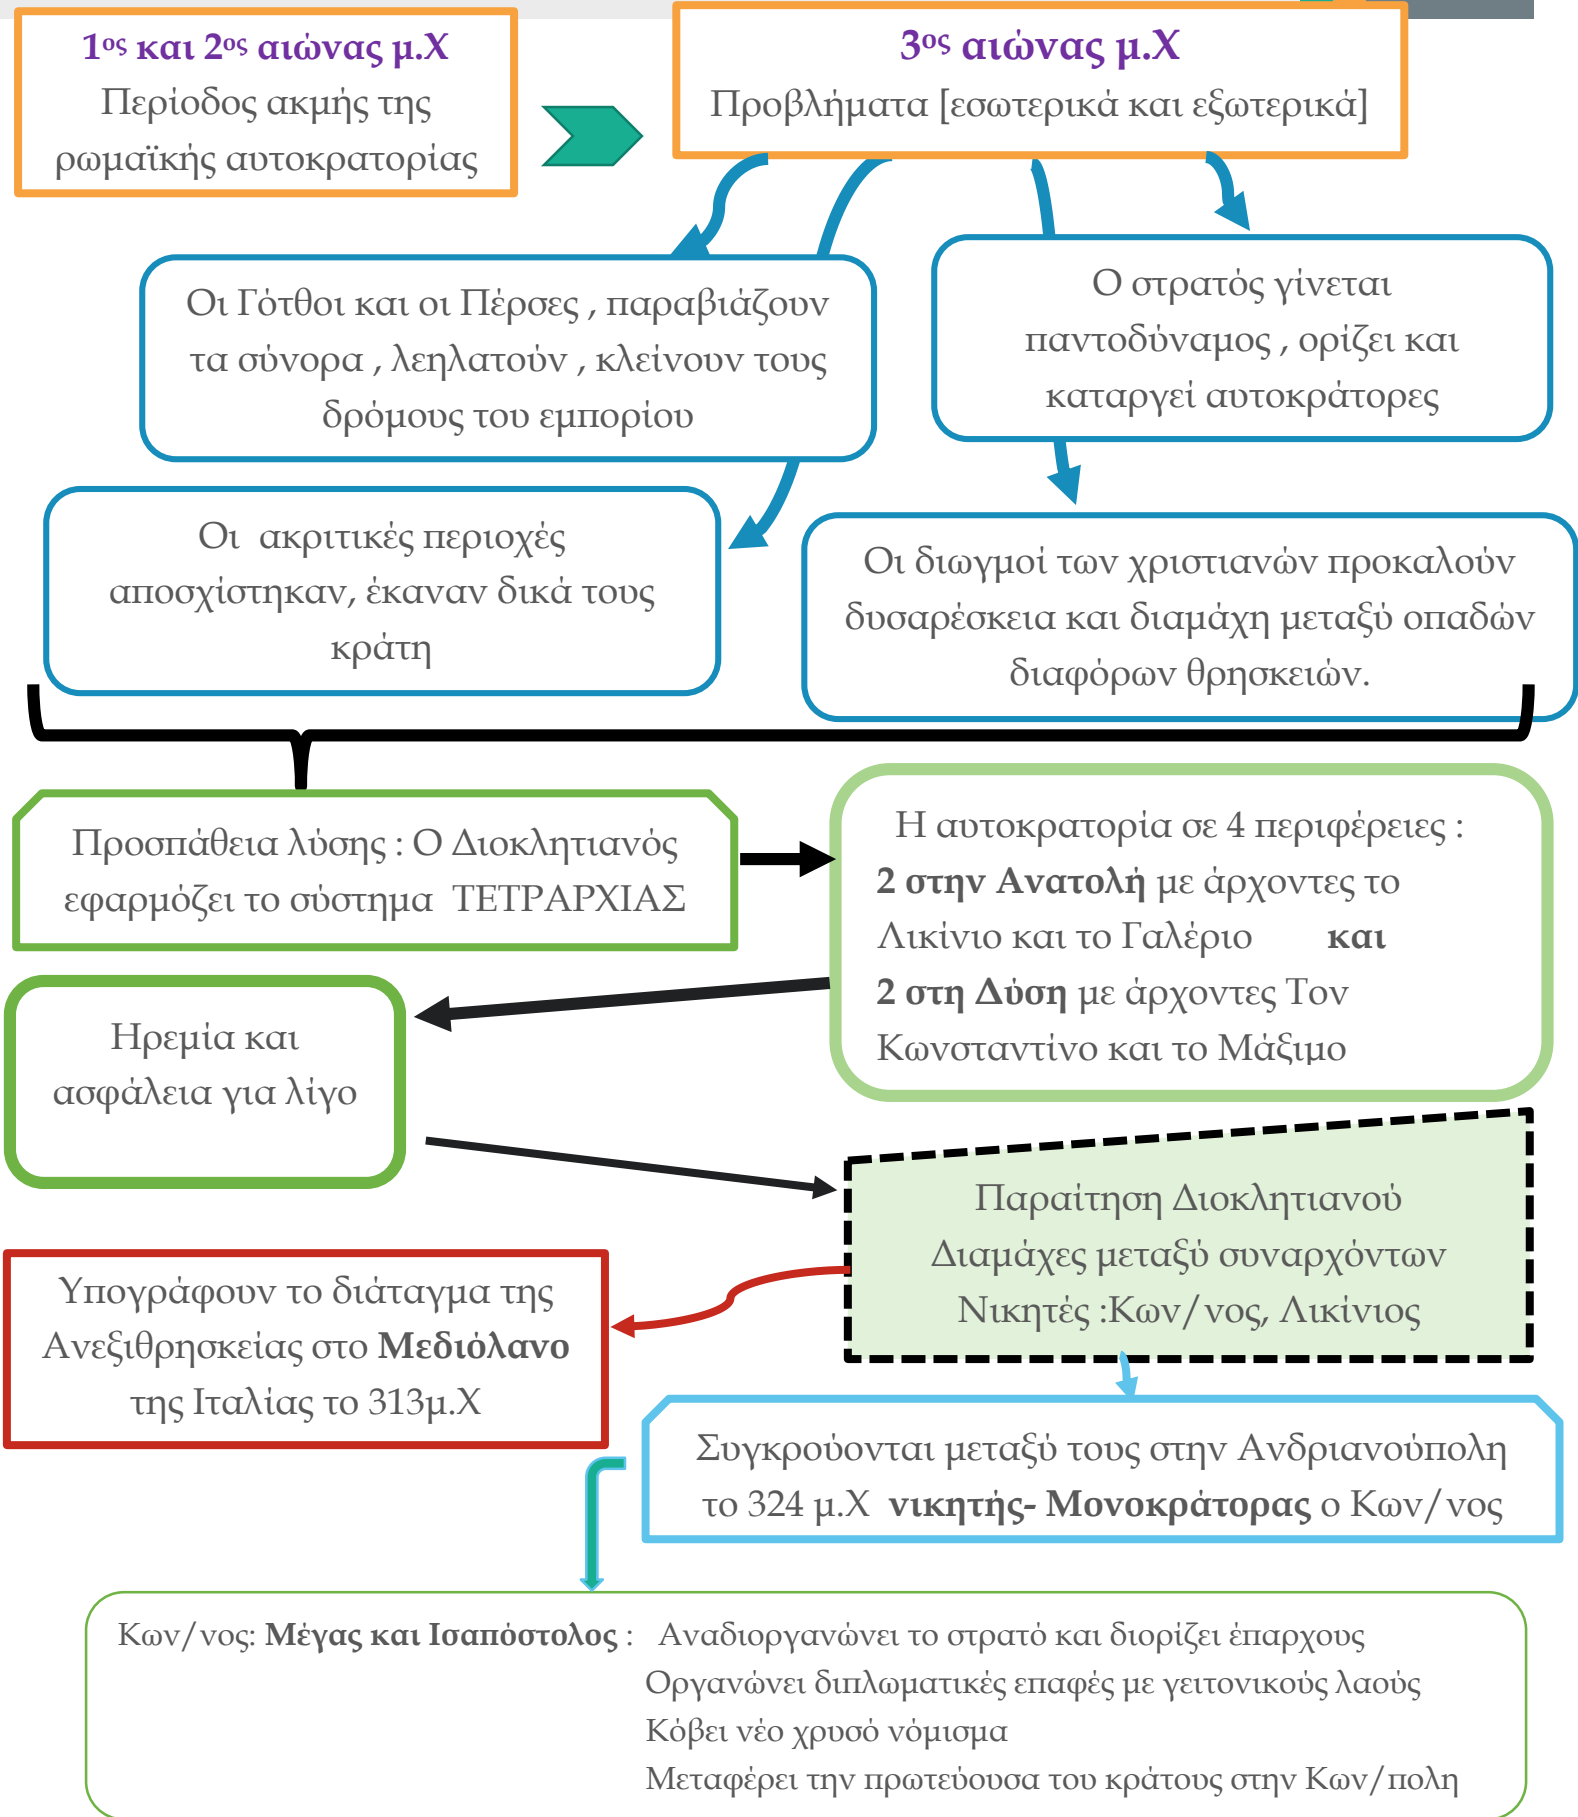 1ος και 2ος αιώνας μ.Χ
Περίοδος ακμής της
ρωμαϊκής αυτοκρατορίας
3ος αιώνας μ.Χ
Προβλήματα [εσωτερικά και εξωτερικά]
Οι Γότθοι και οι Πέρσες , παραβιάζουν
τα σύνορα , λεηλατούν , κλείνουν τους
δρόμους του εμπορίου
Ο στρατός γίνεται
παντοδύναμος , ορίζει και
καταργεί αυτοκράτορες
Οι ακριτικές περιοχές
αποσχίστηκαν, έκαναν δικά τους
κράτη
Οι διωγμοί των χριστιανών προκαλούν
δυσαρέσκεια και διαμάχη μεταξύ οπαδών
διαφόρων θρησκειών.
Προσπάθεια λύσης : Ο Διοκλητιανός
εφαρμόζει το σύστημα ΤΕΤΡΑΡΧΙΑΣ
Η αυτοκρατορία σε 4 περιφέρειες :
2 στην Ανατολή με άρχοντες το
Λικίνιο και το Γαλέριο και
2 στη Δύση με άρχοντες Τον
Κωνσταντίνο και το Μάξιμο
Ηρεμία και
ασφάλεια για λίγο
Παραίτηση Διοκλητιανού
Διαμάχες μεταξύ συναρχόντων
Νικητές :Κων/νος, Λικίνιος
Υπογράφουν το διάταγμα της
Ανεξιθρησκείας στο Μεδιόλανο
της Ιταλίας το 313μ.Χ
Συγκρούονται μεταξύ τους στην Ανδριανούπολη
το 324 μ.Χ νικητής- Μονοκράτορας ο Κων/νος
Κων/νος: Μέγας και Ισαπόστολος : Αναδιοργανώνει το στρατό και διορίζει έπαρχους
Οργανώνει διπλωματικές επαφές με γειτονικούς λαούς
Κόβει νέο χρυσό νόμισμα
Μεταφέρει την πρωτεύουσα του κράτους στην Κων/πολη